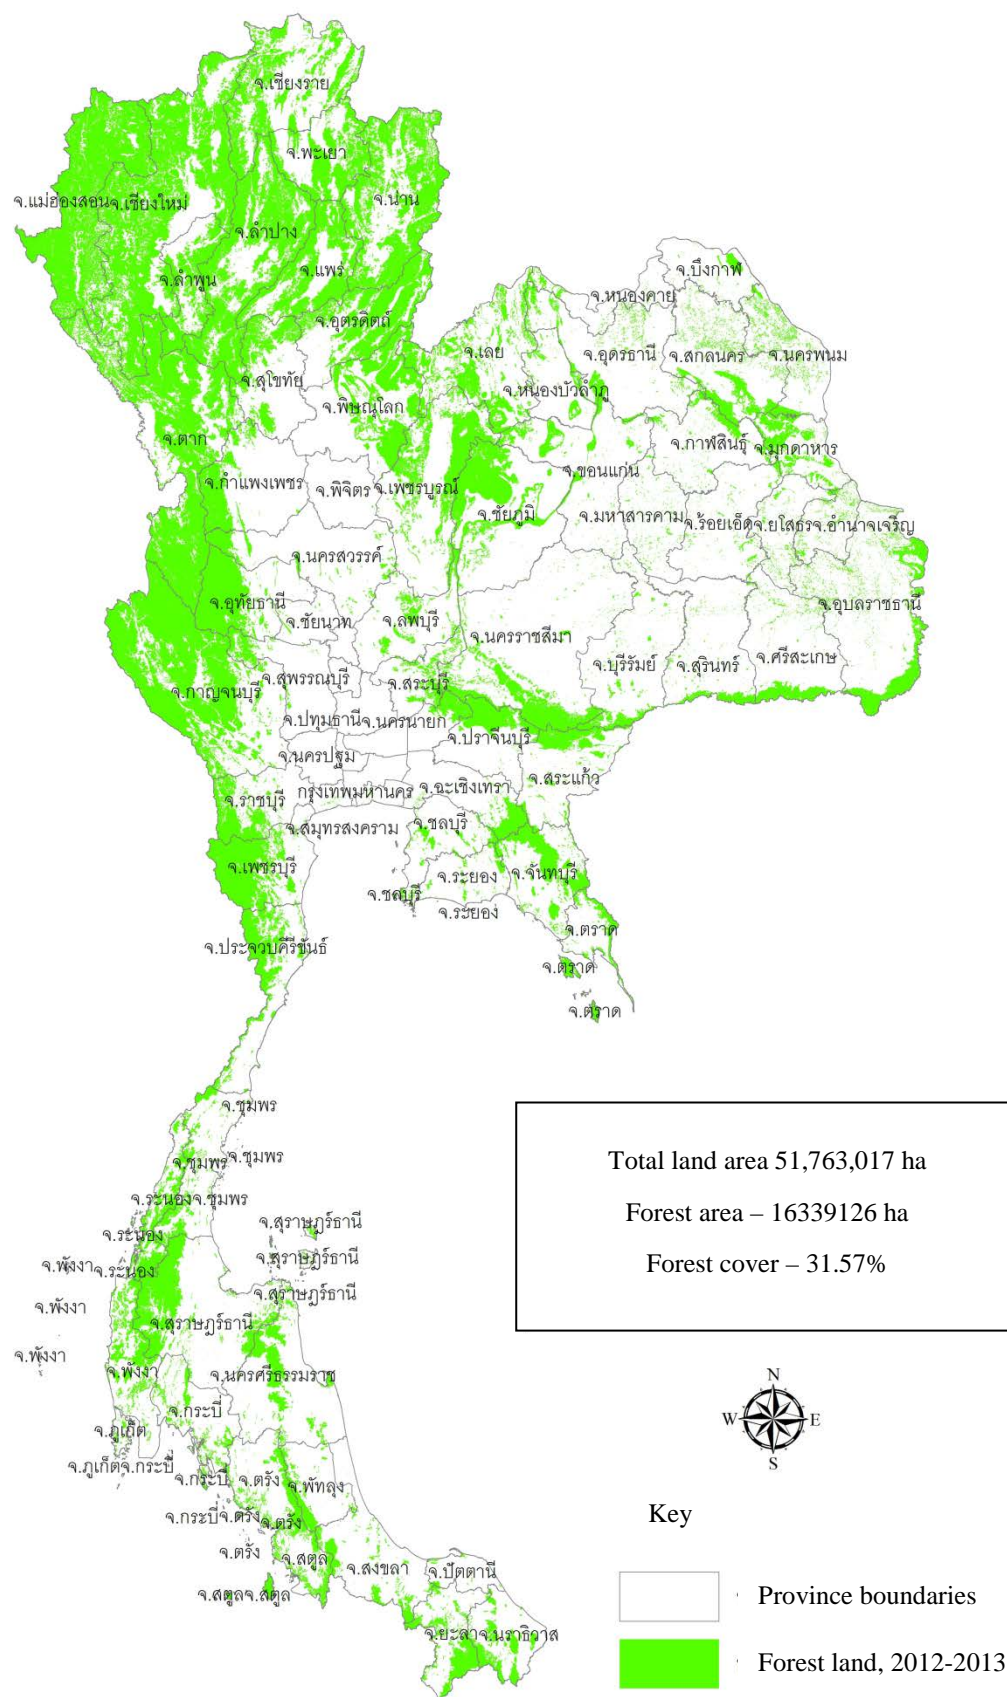 จ.เชียงราย
จ.พะเยา
จ.แม่ฮ่องสอน
จ.เชียงใหม่
จ.น่าน
จ.ลำปาง
จ.ลำพูน
จ.แพร่
จ.บึงกาฬ
จ.หนองคาย
จ.อุตรดิตถ์
จ.เลย
จ.อุดรธานี
จ.สกลนคร
จ.นครพนม
จ.สุโขทัย
จ.หนองบัวลำภู
จ.พิษณุโลก
จ.ตาก
จ.กาฬสินธุ์
จ.มุกดาหาร
จ.กำแพงเพชร
จ.พิจิตร
จ.เพชรบูรณ์
จ.ขอนแก่น
จ.ชัยภูมิ
จ.มหาสารคาม
จ.ร้อยเอ็ด
จ.ยโสธร
จ.อำนาจเจริญ
จ.นครสวรรค์
จ.อุทัยธานี
จ.ชัยนาท
จ.ลพบุรี
จ.นครราชสีมา
จ.อุบลราชธานี
จ.บุรีรัมย์
จ.สุรินทร์
จ.ศรีสะเกษ
จ.กาญจนบุรี
จ.สุพรรณบุรี
จ.สระบุรี
จ.ปทุมธานี
จ.นครนายก
จ.ปราจีนบุรี
จ.นครปฐม
จ.สระแก้ว
จ.ราชบุรี
กรุงเทพมหานคร
จ.ฉะเชิงเทรา
จ.สมุทรสงคราม
จ.ชลบุรี
จ.เพชรบุรี
จ.ระยอง
จ.จันทบุรี
จ.ชลบุรี
จ.ระยอง
จ.ตราด
จ.ประจวบคีรีขันธ์
จ.ตราด
จ.ตราด
จ.ชุมพร
จ.ชุมพร
จ.ชุมพร
จ.ระนอง
จ.ชุมพร
จ.ระนอง
จ.สุราษฎร์ธานี
จ.พังงา
จ.ระนอง
จ.สุราษฎร์ธานี
จ.สุราษฎร์ธานี
จ.พังงา
จ.สุราษฎร์ธานี
จ.พังงา
จ.พังงา
จ.นครศรีธรรมราช
จ.กระบี่
จ.ภูเก็ต
จ.ภูเก็ต
จ.กระบี่
จ.กระบี่
จ.ตรัง
จ.พัทลุง
จ.กระบี่
จ.ตรัง
จ.ตรัง
จ.ตรัง
จ.สตูล
จ.สงขลา
จ.ปัตตานี
จ.สตูล
จ.สตูล
จ.ยะลา
จ.นราธิวาส
Total land area 51,763,017 ha
Forest area – 16339126 ha
Forest cover – 31.57%
N
W
E
S
Key
Province boundaries
Forest land, 2012-2013